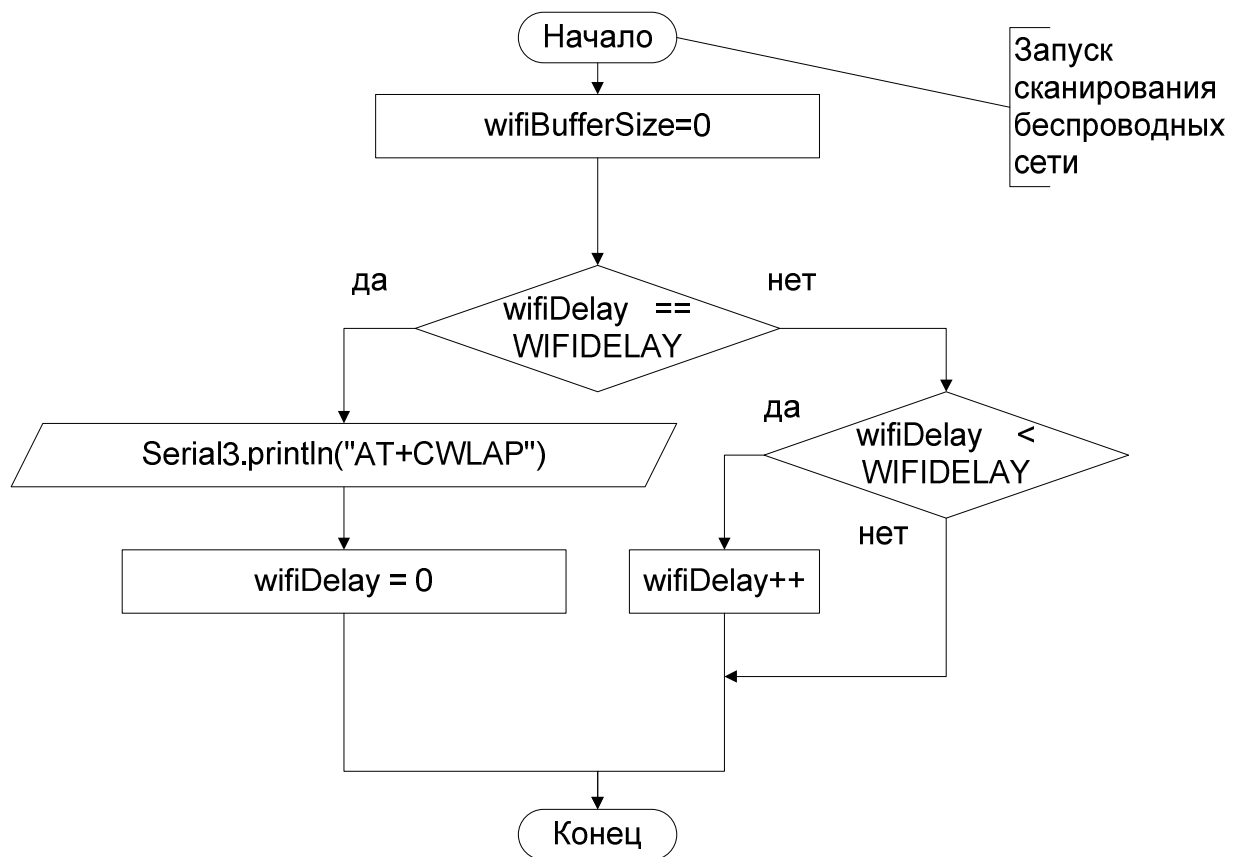 Начало
Запуск
сканирования
беспроводных
сети
wifiBufferSize=0
да
нет
wifiDelay ==
WIFIDELAY
да
wifiDelay <
WIFIDELAY
Serial3.println("AT+CWLAP")
нет
wifiDelay = 0
wifiDelay++
Конец